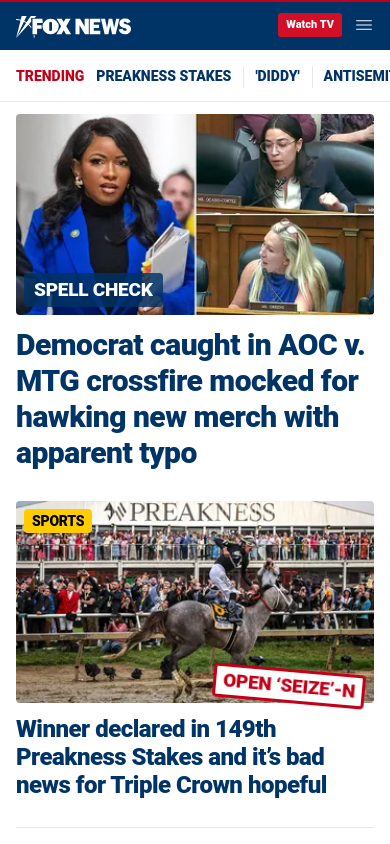 FOX NEWS
Watch TV
TRENDING PREAKNESS STAKES 'DIDDY' ANTISEMI
SPELL CHECK
Democrat caught in AOC v.
MTG crossfire mocked for
hawking new merch with
apparent typo
PREAKNESS
SPORTS
6
OPEN ‘SEIZE’-N
Winner declared in 149th
Preakness Stakes and it’s bad
news for Triple Crown hopeful